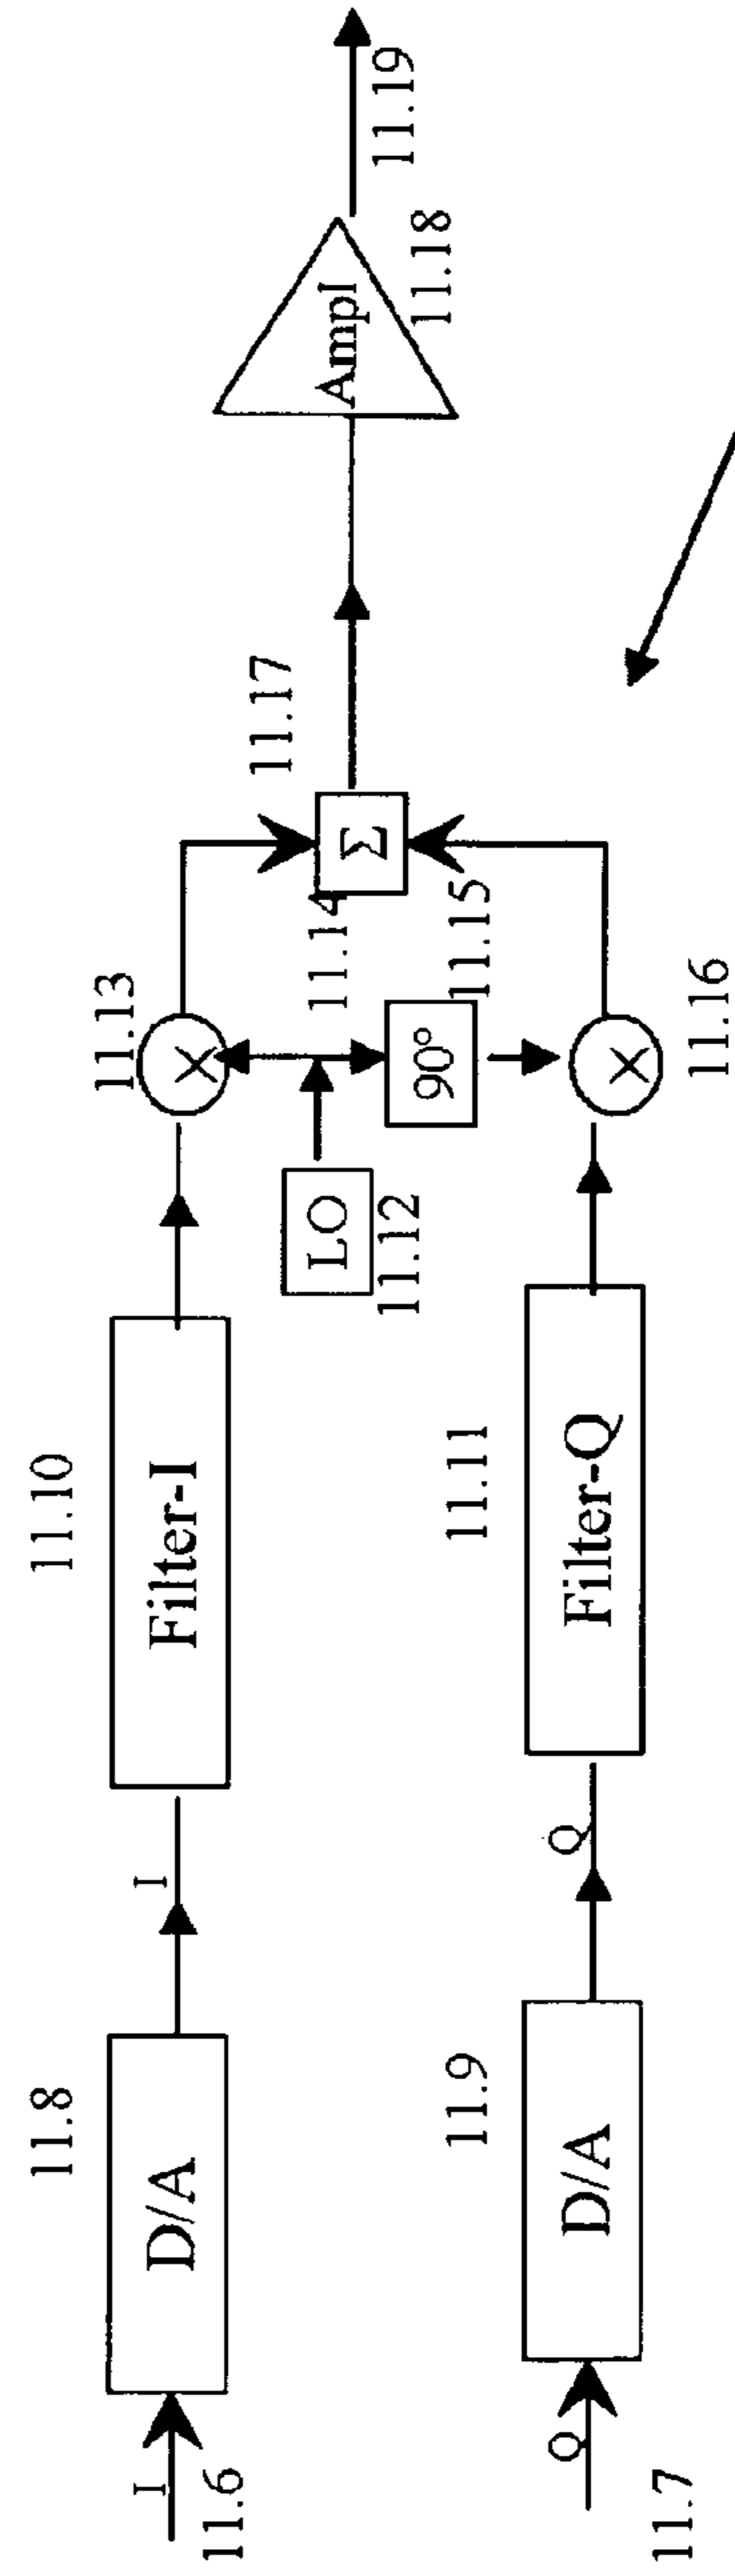 I
11.6
D/A
11.8
I
Filter-I
11.10
11.13
X
11.17
Σ
11.14
LO
11.12
90°
11.15
Ampl
11.18
11.19
Q
11.7
D/A
11.9
Q
Filter-Q
11.11
X
11.16